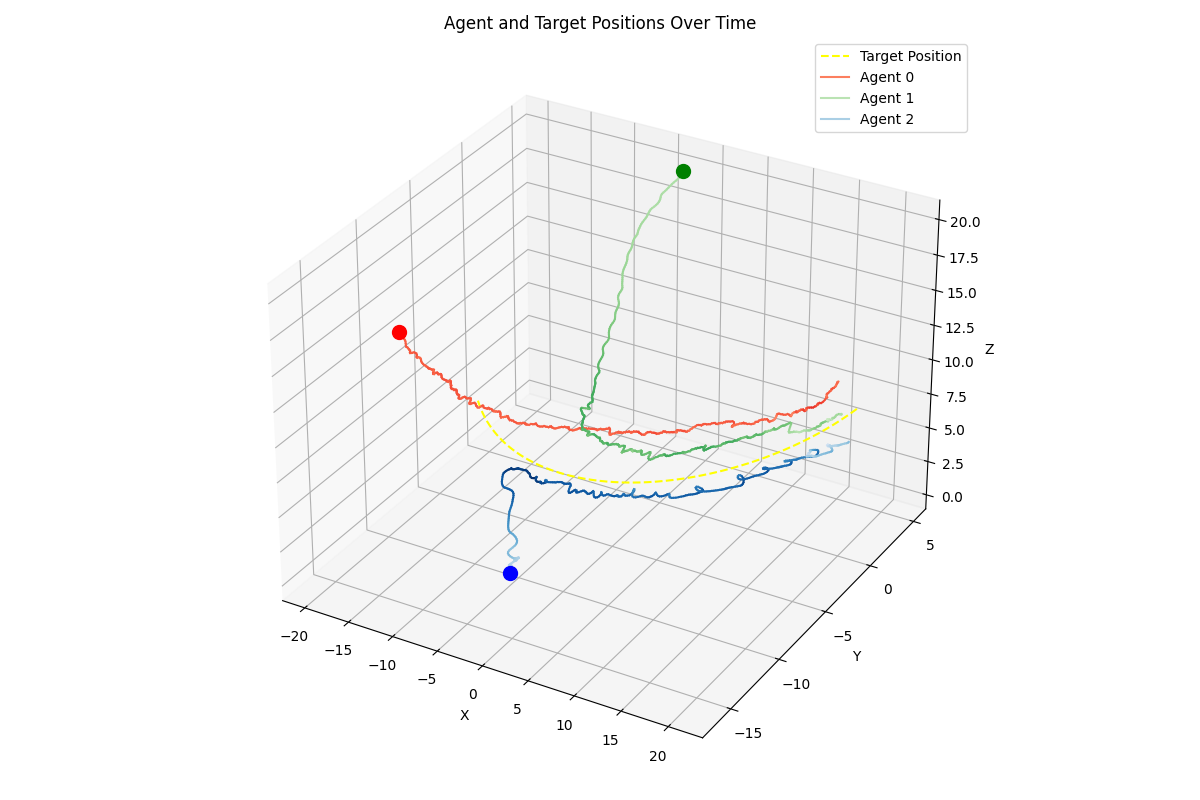 Agent and Target Positions Over Time
Target Position
Agent 0
Agent 1
Agent 2
20.0
17.5
15.0
12.5
10.0
7.5
5.0
2.5
0.0
Z
5
0
−5
−10
−15
Y
−20
−15
−10
−5
0
5
10
15
20
X